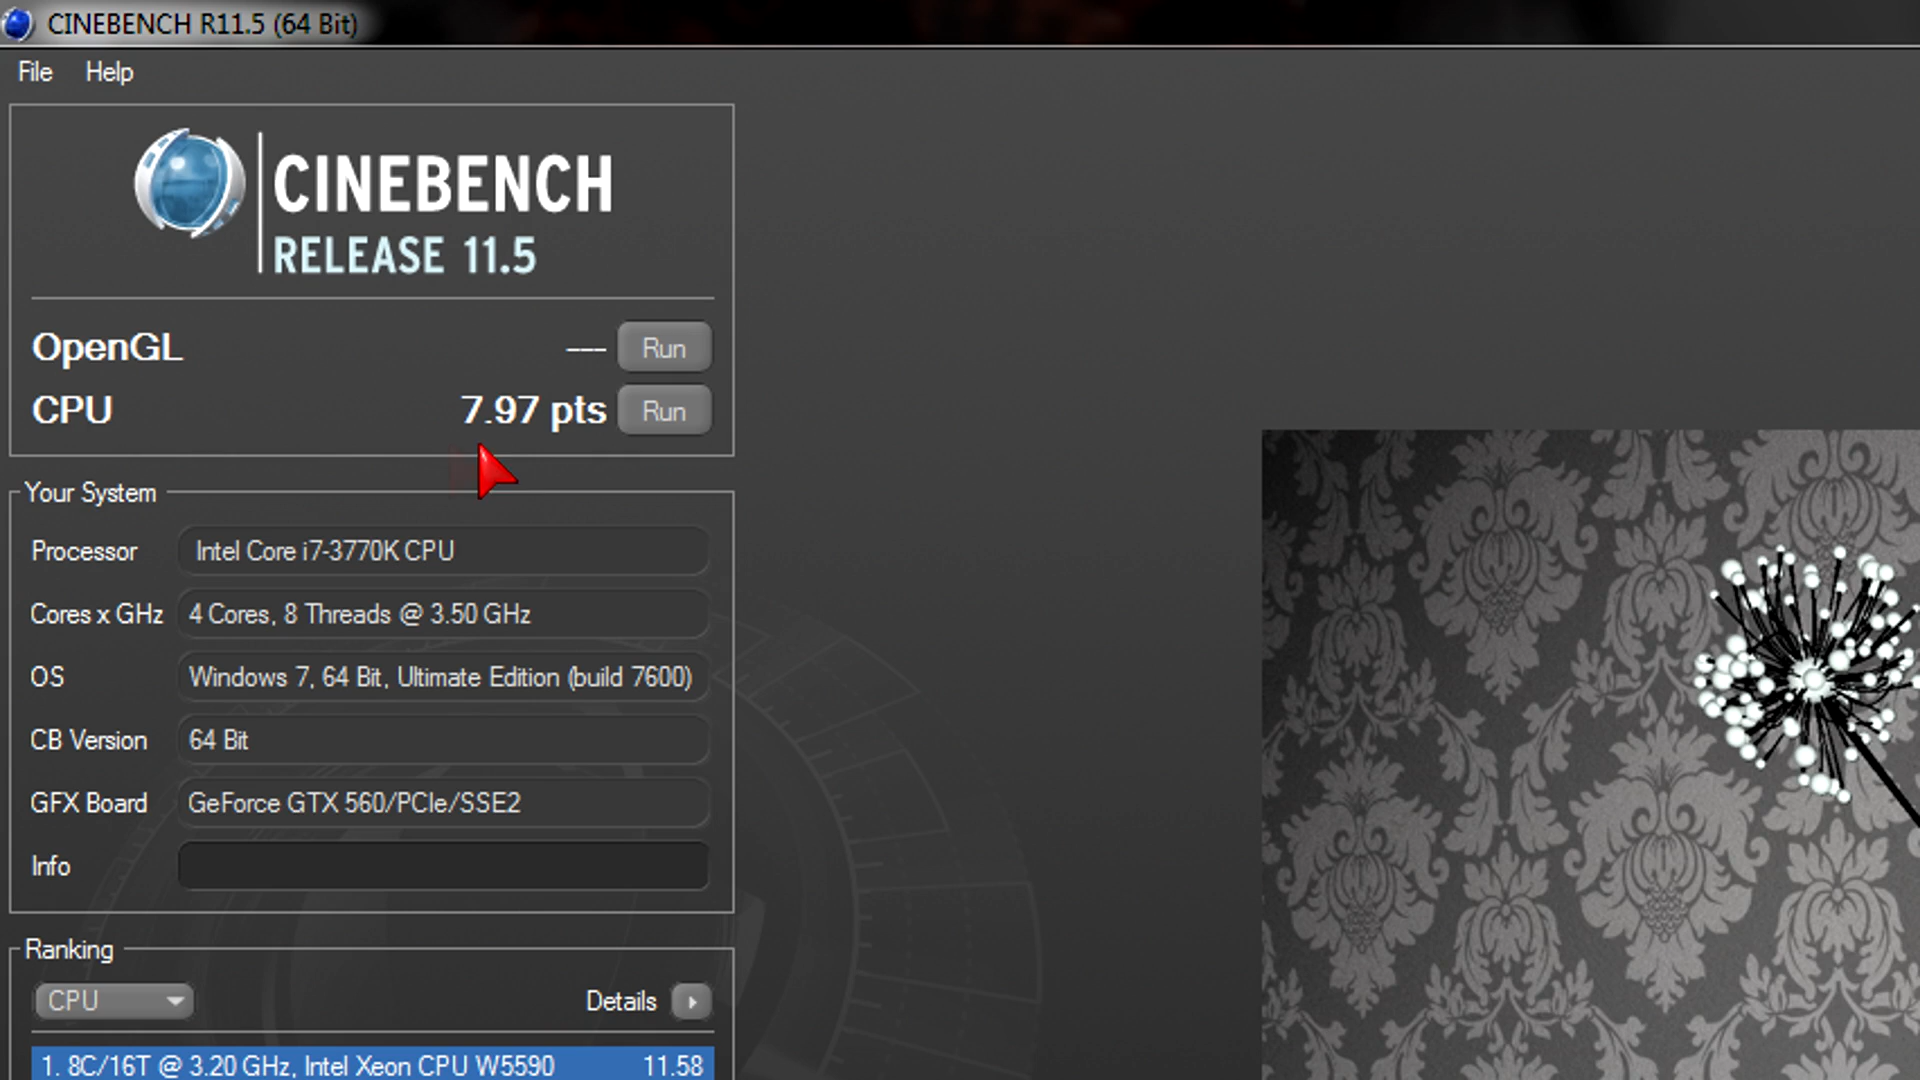 CINEBENCH R11.5 (64 Bit)
File Help
CINEBENCH
RELEASE 11.5
OpenGL --- Run
CPU 7.97 pts Run
Your System
Processor Intel Core i7-3770K CPU
Cores x GHz 4 Cores, 8 Threads @ 3.50 GHz
OS Windows 7, 64 Bit, Ultimate Edition (build 7600)
CB Version 64 Bit
GFX Board GeForce GTX 560/PCIe/SSE2
Info
Ranking
CPU Details
1. 8C/16T @ 3.20 GHz, Intel Xeon CPU W5590 11.58